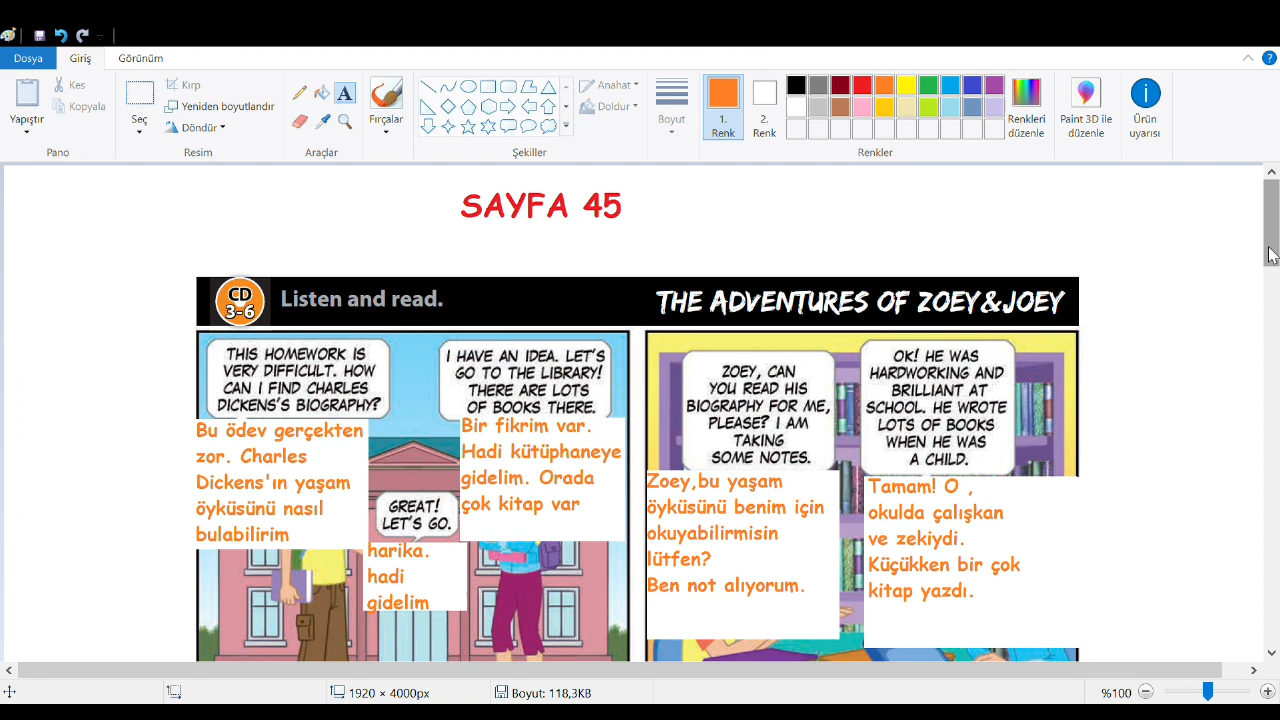 Dosya
Giriş
Görünüm
Yapıştır
Kes
Kopyala
Pano
Seç
Kırp
Yeniden boyutlandır
Döndür
Resim
A
Araçlar
Fırçalar
Şekiller
Anahat
Doldur
Boyut
1.
Renk
2.
Renk
Renkler
Renkleri
düzenle
Paint 3D ile
düzenle
Ürün
uyarısı
SAYFA 45
CD
3-6
Listen and read.
THE ADVENTURES OF ZOEY&JOEY
THIS HOMEWORK IS
VERY DIFFICULT. HOW
CAN I FIND CHARLES
DICKENS'S BIOGRAPHY?
I HAVE AN IDEA. LET'S
GO TO THE LIBRARY!
THERE ARE LOTS
OF BOOKS THERE.
Bu ödev gerçekten
zor. Charles
Dickens'ın yaşam
öyküsünü nasıl
bulabilirim
Bir fikrim var.
Hadi kütüphaneye
gidelim. Orada
çok kitap var
GREAT!
LET'S GO.
harika.
hadi
gidelim
ZOEY, CAN
YOU READ HIS
BIOGRAPHY FOR ME,
PLEASE? I AM
TAKING
SOME NOTES.
OK! HE WAS
HARDWORKING AND
BRILLIANT AT
SCHOOL. HE WROTE
LOTS OF BOOKS
WHEN HE WAS
A CHILD.
Zoey,bu yaşam
öyküsünü benim için
okuyabilirmisin
lütfen?
Ben not alıyorum.
Tamam! O ,
okulda çalışkan
ve zekiydi.
Küçükken bir çok
kitap yazdı.
1920 × 4000px
Boyut: 118,3KB
%100